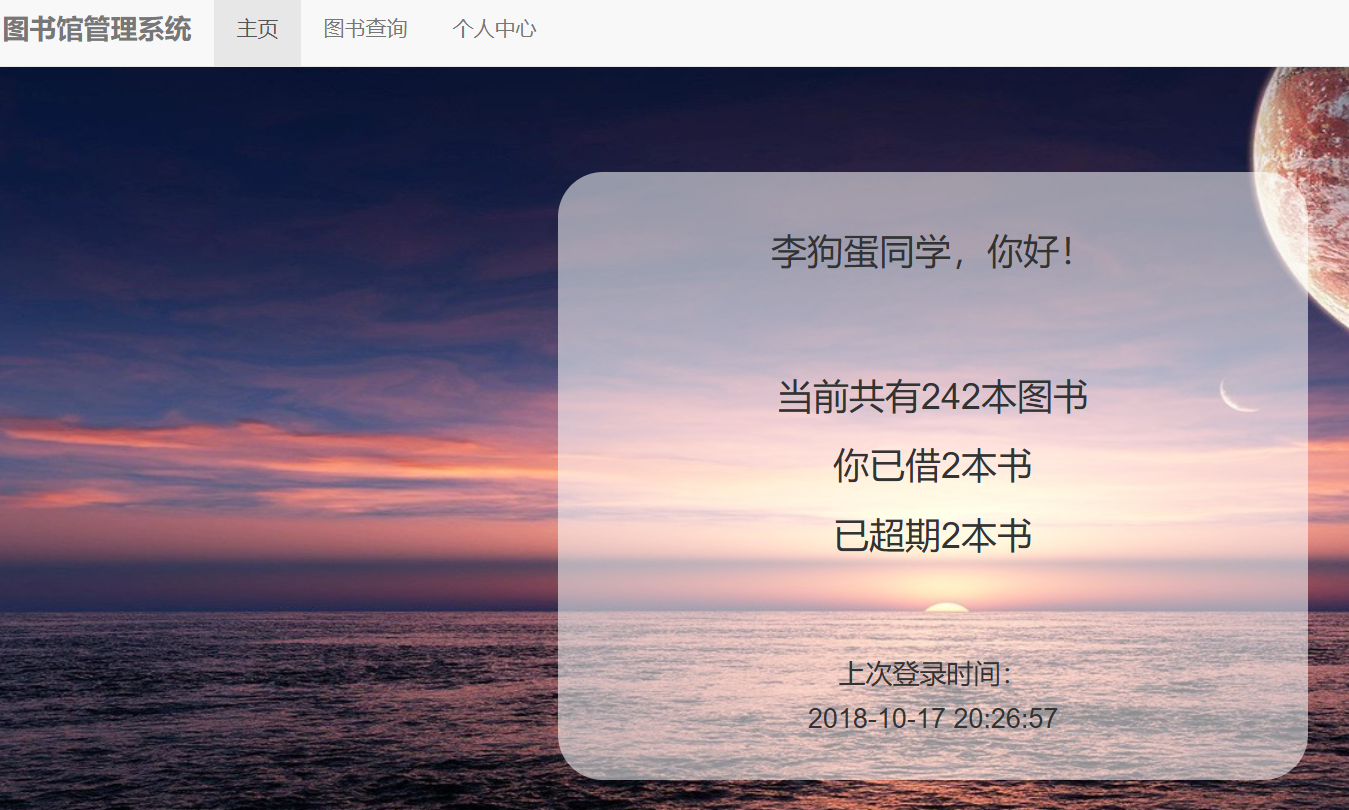 图书馆管理系统 主页 图书查询 个人中心
李狗蛋同学，你好！
当前共有242本图书
你已借2本书
已超期2本书
上次登录时间：
2018-10-17 20:26:57